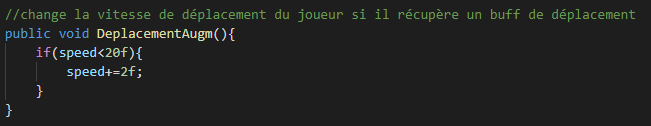 //change la vitesse de déplacement du joueur si il récupère un buff de déplacement
public void DeplacementAugm(){
    if(speed<20f){
        speed+=2f;
    }
}